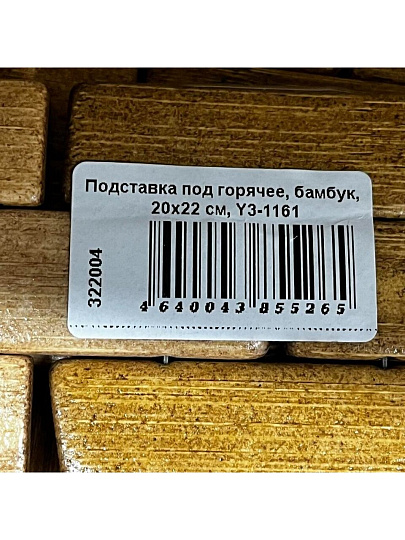 Подставка под горячее, бамбук,
20x22 см, Y3-1161
322004
4 640043 855265